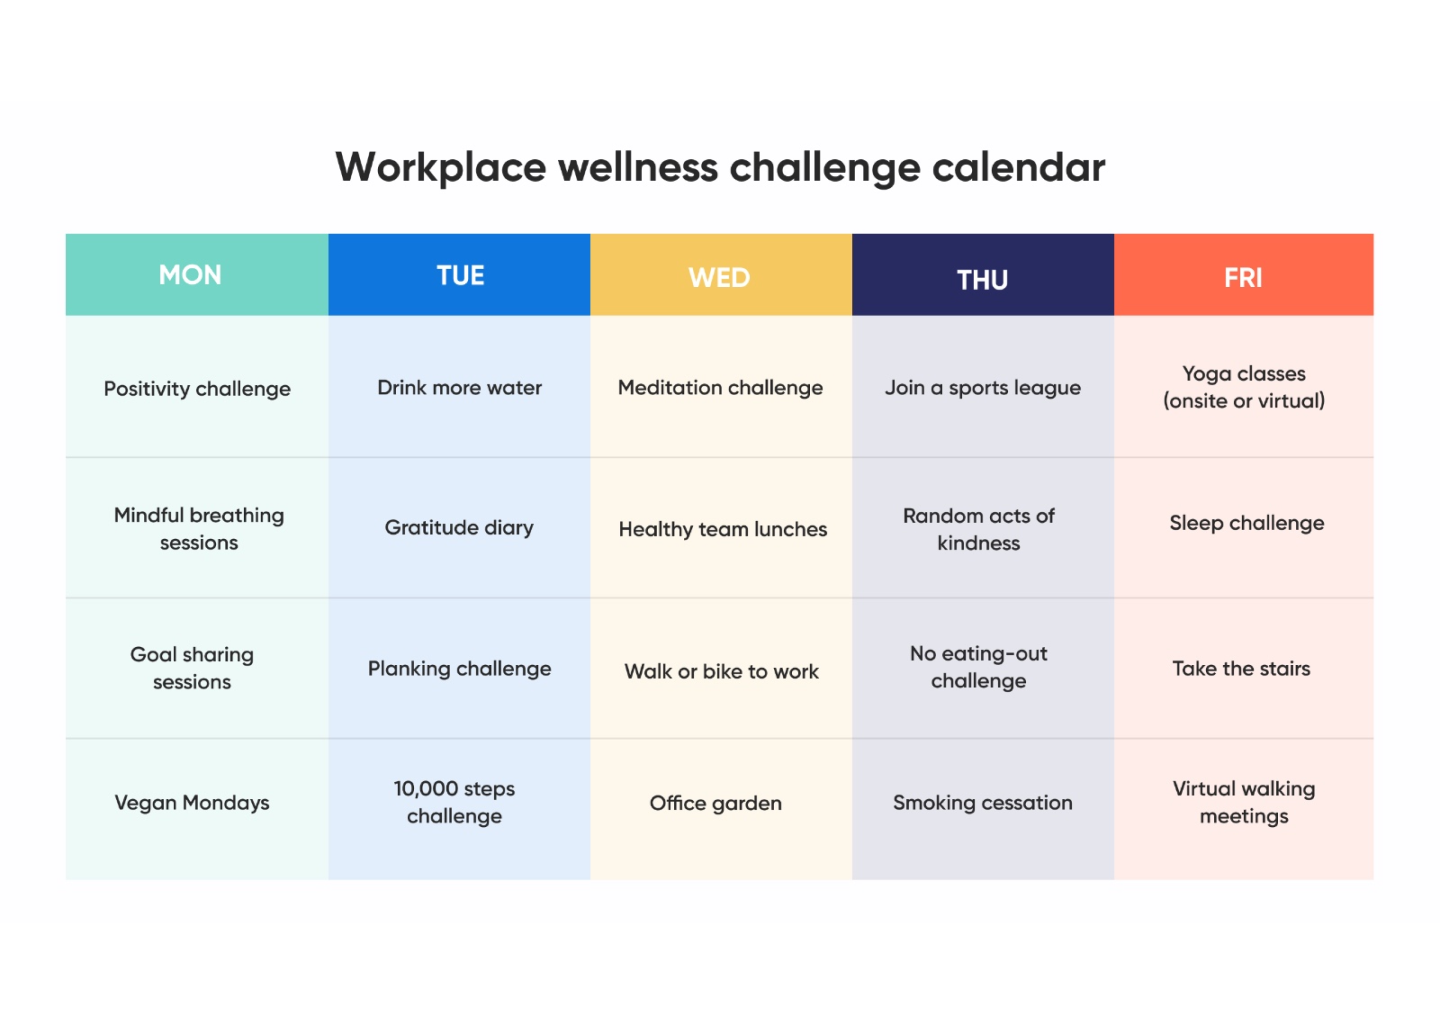 Workplace wellness challenge calendar
MON
TUE
WED
THU
FRI
Positivity challenge
Drink more water
Meditation challenge
Join a sports league
Yoga classes
(onsite or virtual)
Mindful breathing
sessions
Gratitude diary
Healthy team lunches
Random acts of
kindness
Sleep challenge
Goal sharing
sessions
Planking challenge
Walk or bike to work
No eating-out
challenge
Take the stairs
Vegan Mondays
10,000 steps
challenge
Office garden
Smoking cessation
Virtual walking
meetings